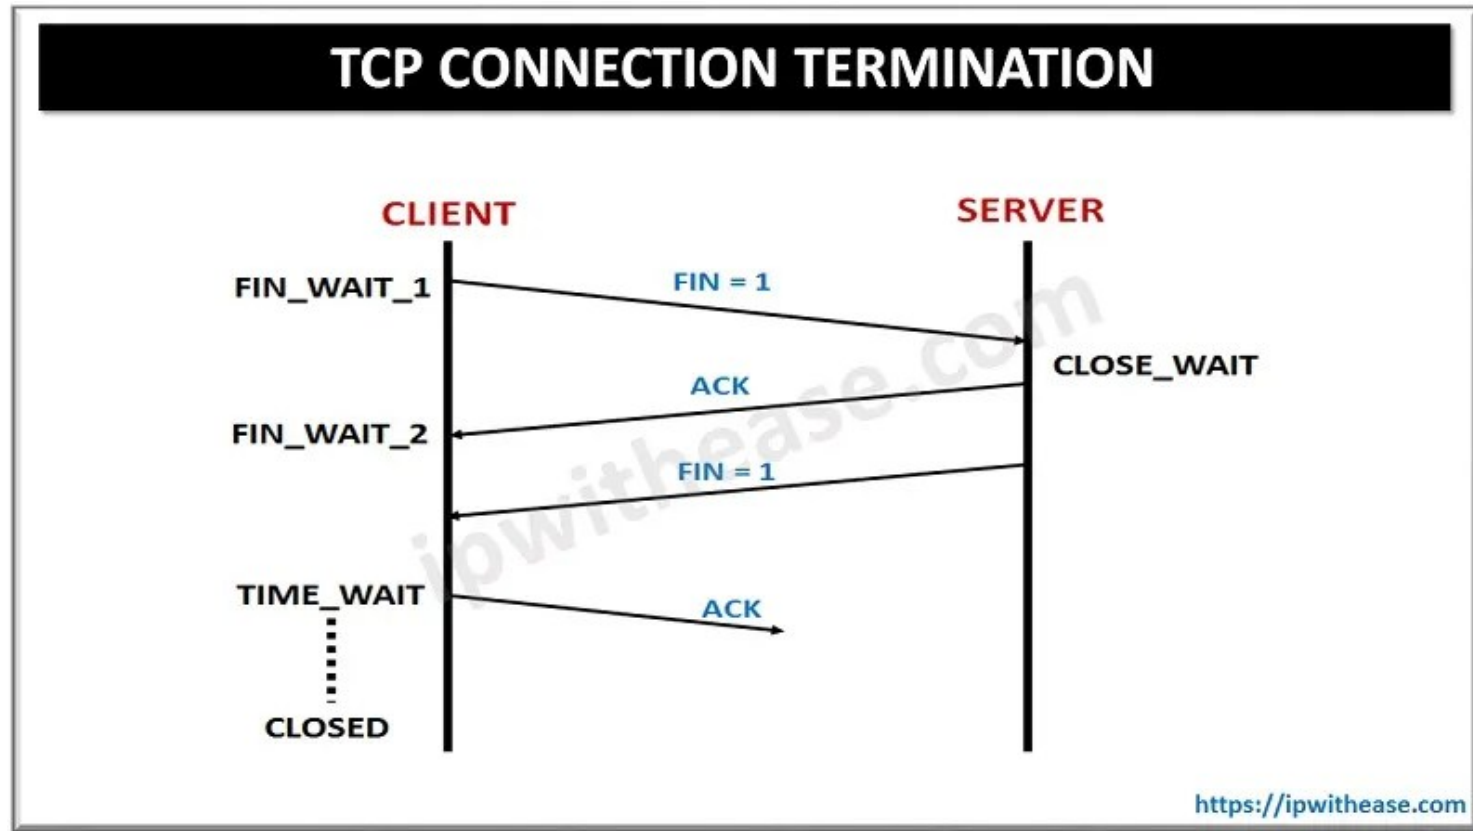 TCP CONNECTION TERMINATION
CLIENT
SERVER
FIN_WAIT_1
FIN = 1
CLOSE_WAIT
ACK
FIN_WAIT_2
FIN = 1
TIME_WAIT
ACK
CLOSED
ipwithease.com
https://ipwithease.com